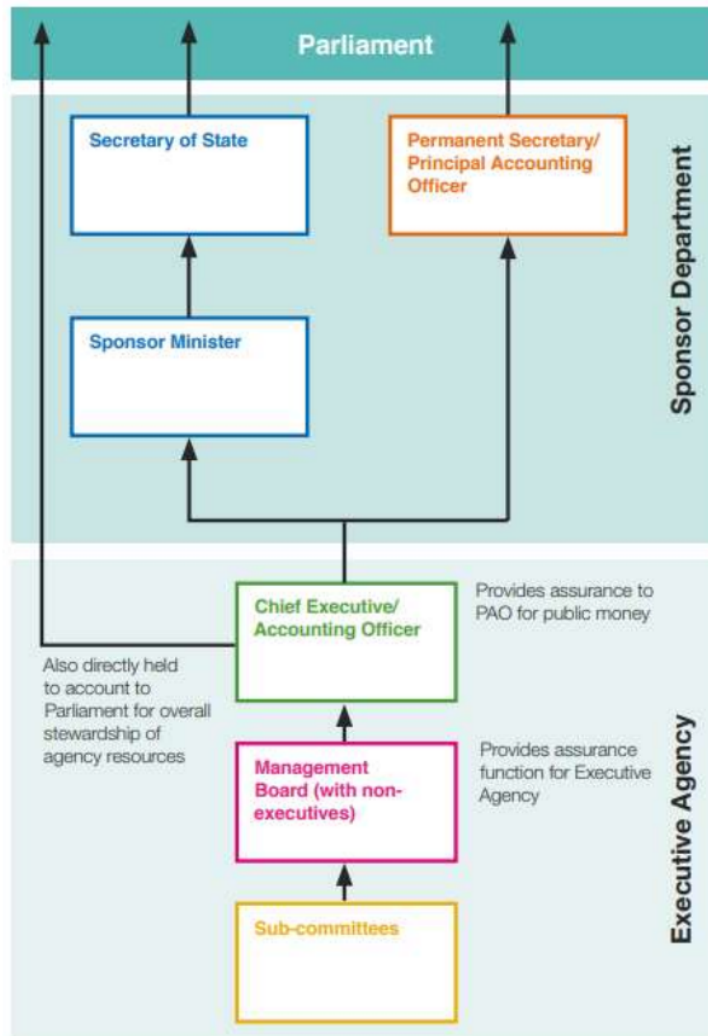 Parliament
Secretary of State
Permanent Secretary/
Principal Accounting
Officer
Sponsor Minister
Sponsor Department
Chief Executive/
Accounting Officer
Provides assurance to
PAO for public money
Also directly held
to account to
Parliament for overall
stewardship of
agency resources
Management
Board (with non-
executives)
Provides assurance
function for Executive
Agency
Sub-committees
Executive Agency